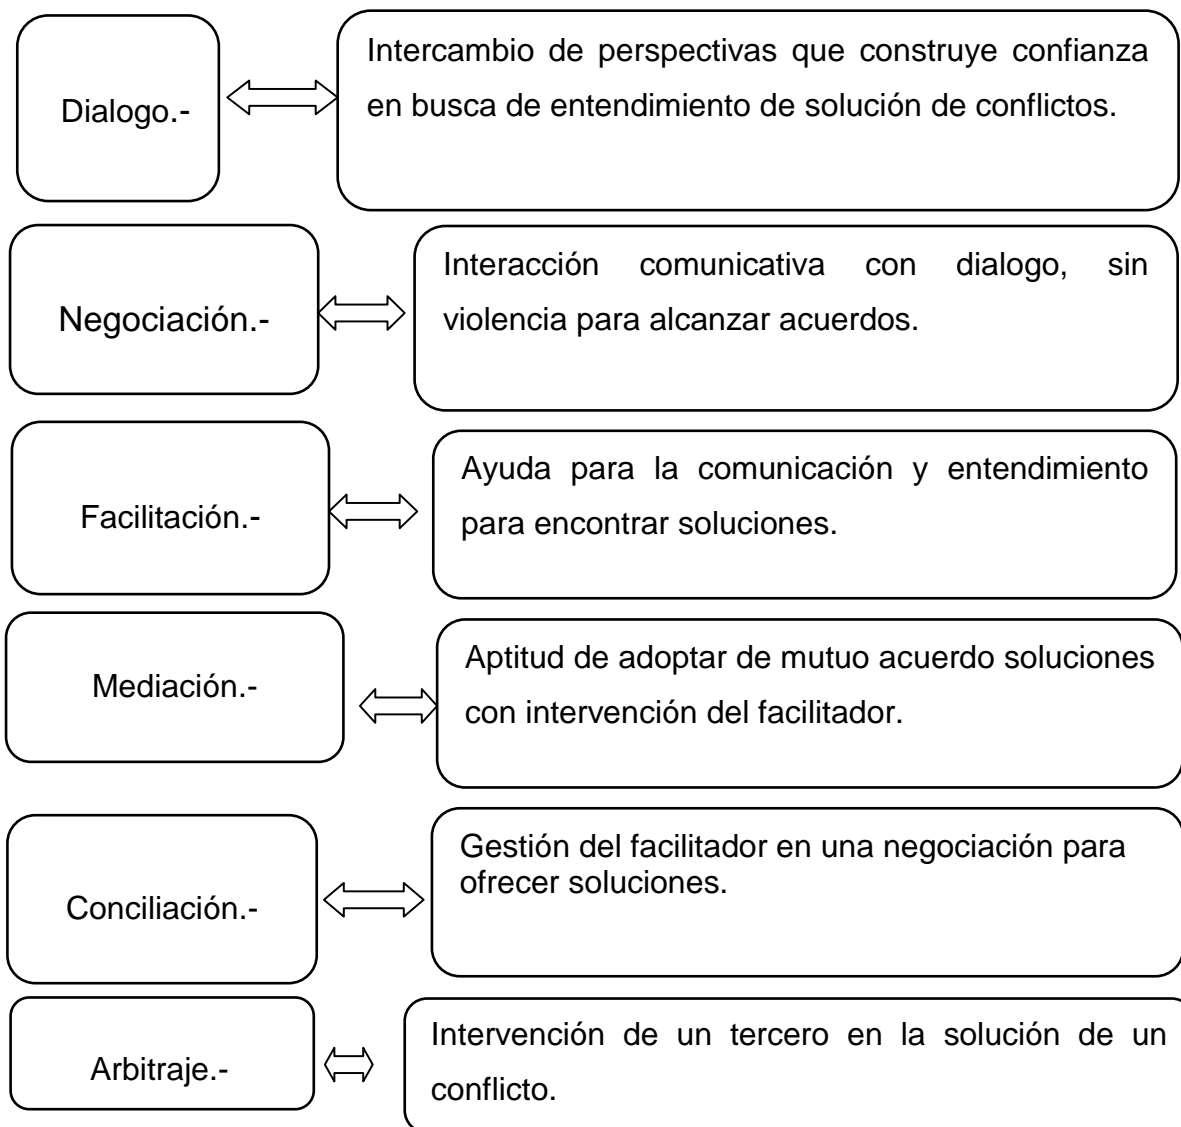 Dialogo.-
Intercambio de perspectivas que construye confianza
en busca de entendimiento de solución de conflictos.
Negociación.-
Interacción comunicativa con dialogo, sin
violencia para alcanzar acuerdos.
Facilitación.-
Ayuda para la comunicación y entendimiento
para encontrar soluciones.
Mediación.-
Aptitud de adoptar de mutuo acuerdo soluciones
con intervención del facilitador.
Conciliación.-
Gestión del facilitador en una negociación para
ofrecer soluciones.
Arbitraje.-
Intervención de un tercero en la solución de un
conflicto.